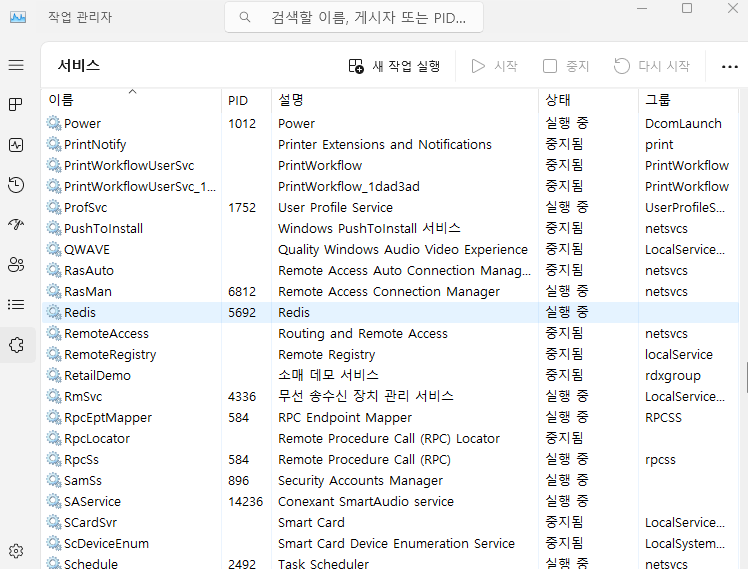 작업 관리자
검색할 이름, 게시자 또는 PID...
서비스 새 작업 실행 시작 중지 다시 시작 ...
이름 PID 설명 상태 그룹
Power 1012 Power 실행 중 DcomLaunch
PrintNotify Printer Extensions and Notifications 중지됨 print
PrintWorkflowUserSvc PrintWorkflow 중지됨 PrintWorkflow
PrintWorkflowUserSvc_1... PrintWorkflow_1dad3ad 중지됨 PrintWorkflow
ProfSvc 1752 User Profile Service 실행 중 UserProfileS...
PushToInstall Windows PushToInstall 서비스 중지됨 netsvcs
QWAVE Quality Windows Audio Video Experience 중지됨 LocalService...
RasAuto Remote Access Auto Connection Manag... 중지됨 netsvcs
RasMan 6812 Remote Access Connection Manager 실행 중 netsvcs
Redis 5692 Redis 실행 중
RemoteAccess Routing and Remote Access 중지됨 netsvcs
RemoteRegistry Remote Registry 중지됨 localService
RetailDemo 소매 데모 서비스 중지됨 rdxgroup
RmSvc 4336 무선 송수신 장치 관리 서비스 실행 중 LocalService...
RpcEptMapper 584 RPC Endpoint Mapper 실행 중 RPCSS
RpcLocator Remote Procedure Call (RPC) Locator 중지됨
RpcSs 584 Remote Procedure Call (RPC) 실행 중 rpcss
SamSs 896 Security Accounts Manager 실행 중
SAService 14236 Conexant SmartAudio service 실행 중
SCardSvr Smart Card 중지됨 LocalService...
ScDeviceEnum Smart Card Device Enumeration Service 중지됨 LocalSystem...
Schedule 2492 Task Scheduler 실행 중 netsvcs